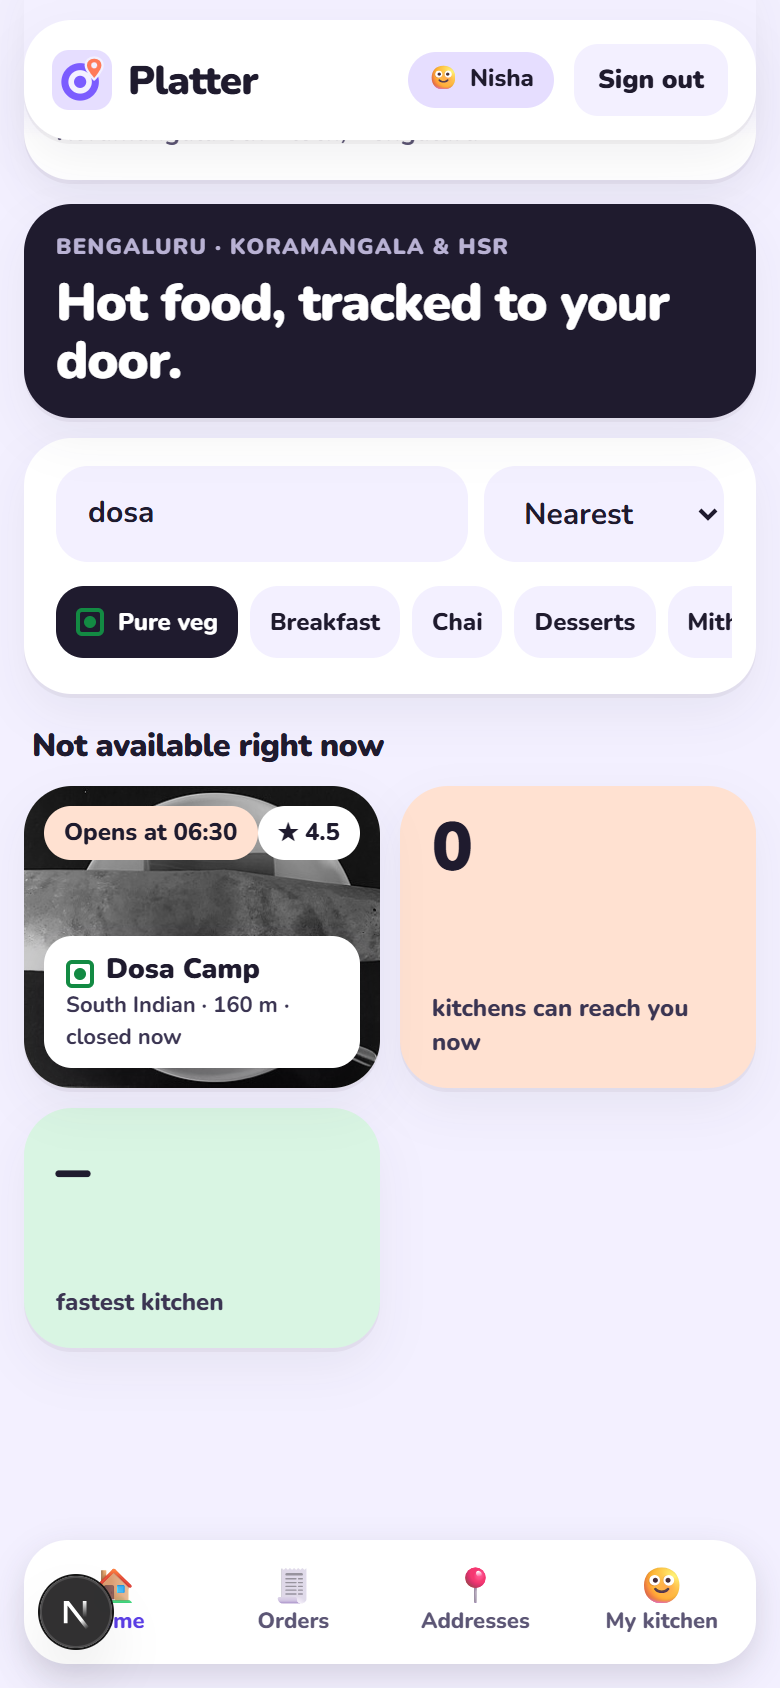 Platter
Nisha
Sign out
BENGALURU · KORAMANGALA & HSR
Hot food, tracked to your
door.
dosa
Nearest
Pure veg
Breakfast
Chai
Desserts
Not available right now
Opens at 06:30
★ 4.5
Dosa Camp
South Indian · 160 m ·
closed now
0
kitchens can reach you
now
–
fastest kitchen
N
Orders
Addresses
My kitchen